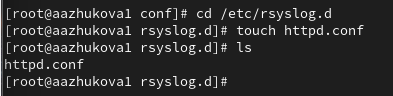 [root@aazhukova1 conf]# cd /etc/rsyslog.d
[root@aazhukova1 rsyslog.d]# touch httpd.conf
[root@aazhukova1 rsyslog.d]# ls
httpd.conf
[root@aazhukova1 rsyslog.d]#